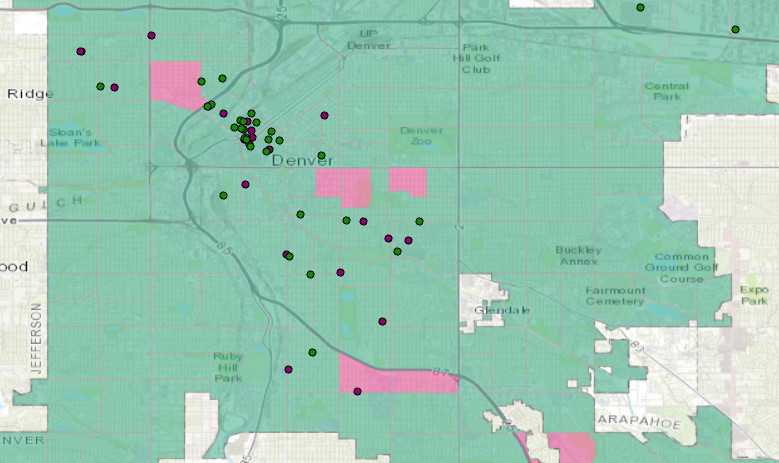 25
UP
Denver
Park
Hill Golf
Club
Ridge
Central
Park
Sloan's
Lake Park
Denver
Zoo
Denver
GULCH
ve
2
85
Buckley
Annex
Common
Ground Golf
Course
ood
Fairmount
Cemetery
Expo
Park
Glendale
JEFFERSON
83
Ruby
Hill
Park
87
ARAPAHOE
NVER